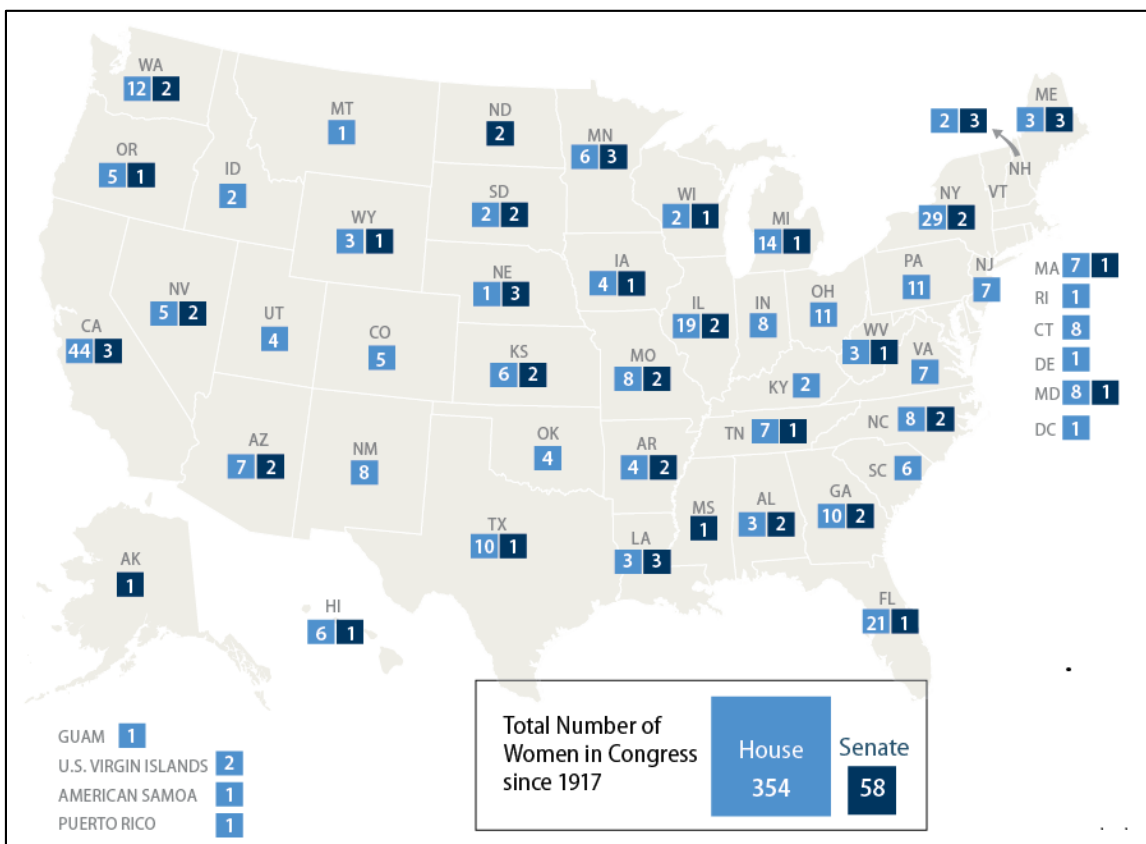 WA
12 2
MT
1
ND
2
MN
6 3
2 3
ME
3 3
OR
5 1
ID
2
SD
2 2
WI
2 1
MI
14 1
NH
VT
NY
29 2
WY
3 1
NE
1 3
IA
4 1
PA
11
NJ
7
MA 7 1
RI 1
CT 8
DE 1
MD 8 1
DC 1
NV
5 2
UT
4
CO
5
IL
19 2
IN
8
OH
11
WV
3 1
VA
7
CA
44 3
KS
6 2
MO
8 2
KY 2
TN 7 1
NC 8 2
AZ
7 2
NM
8
OK
4
AR
4 2
SC 6
MS
1
AL
3 2
GA
10 2
TX
10 1
LA
3 3
AK
1
HI
6 1
FL
21 1
GUAM 1
U.S. VIRGIN ISLANDS 2
AMERICAN SAMOA 1
PUERTO RICO 1
Total Number of
Women in Congress
since 1917
House
354
Senate
58